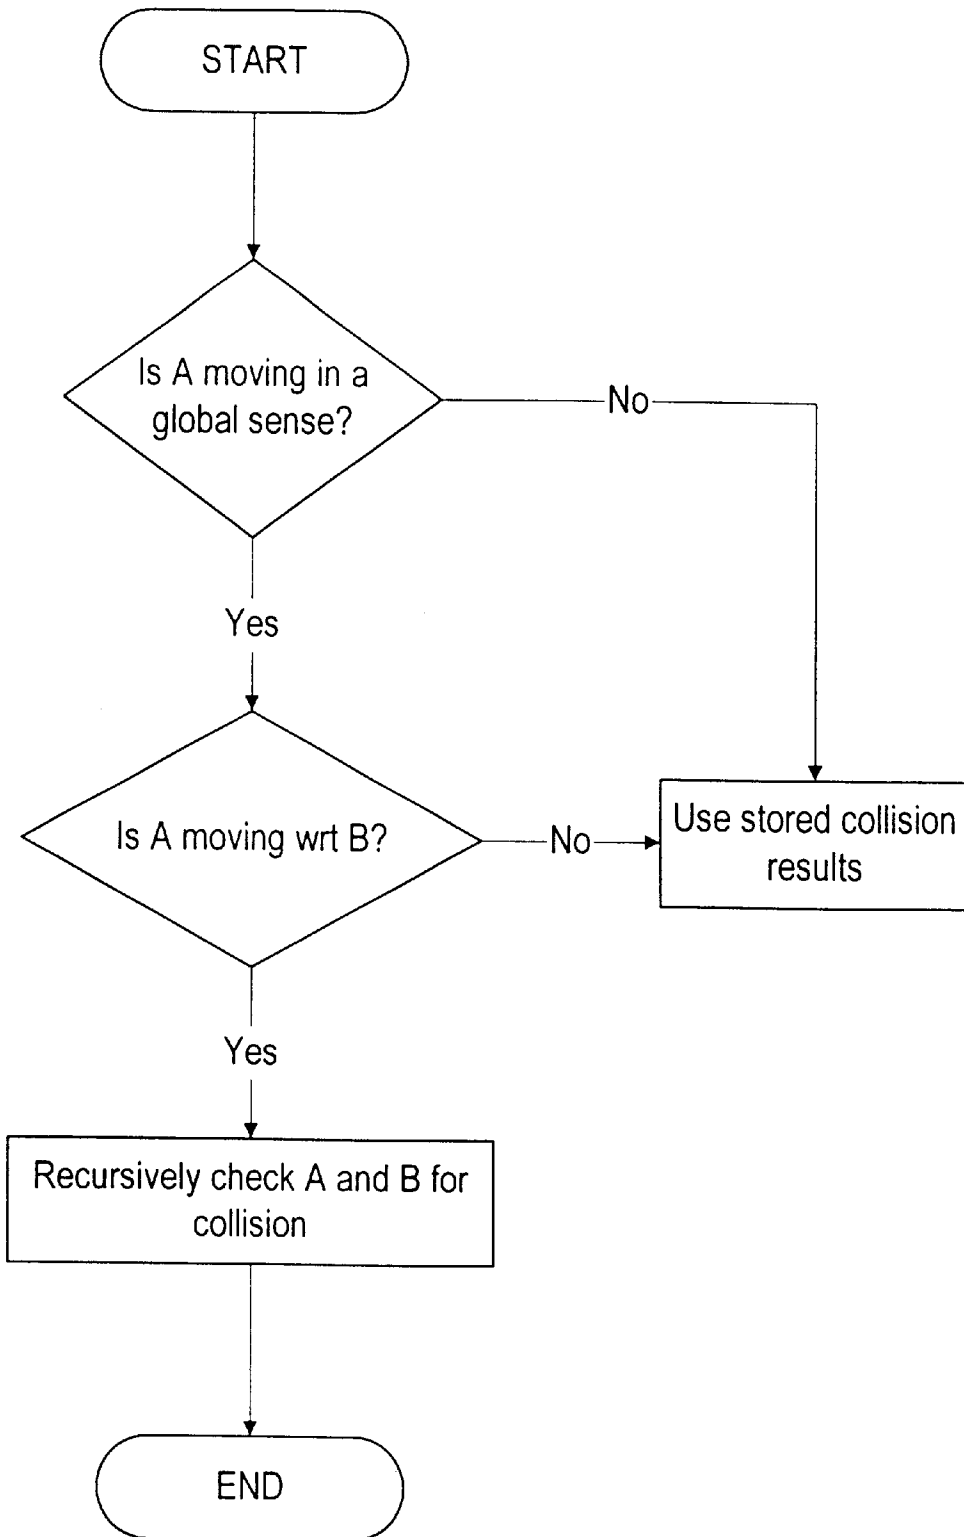 START
Is A moving in a
global sense?
No
Yes
Is A moving wrt B?
No
Use stored collision
results
Yes
Recursively check A and B for
collision
END